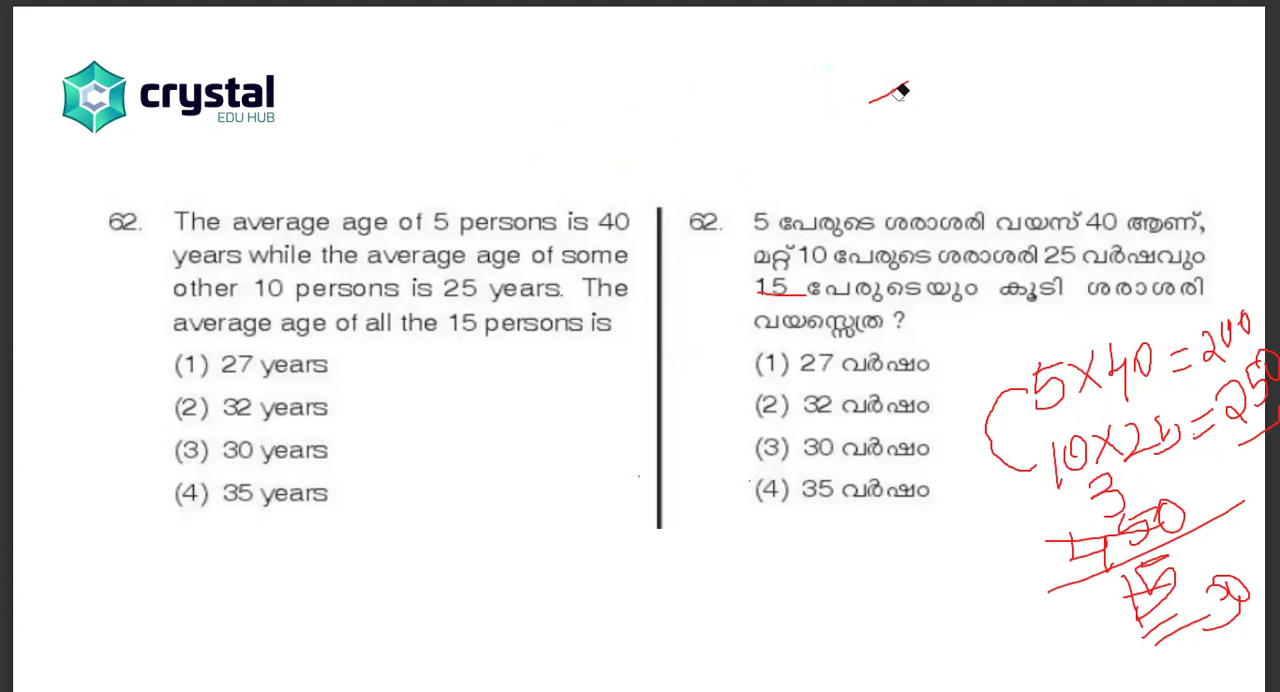 crystal
EDU HUB
62. The average age of 5 persons is 40
years while the average age of some
other 10 persons is 25 years. The
average age of all the 15 persons is
(1) 27 years
(2) 32 years
(3) 30 years
(4) 35 years
62. 5 പേരുടെ ശരാശരി വയസ് 40 ആണ്,
മറ്റ് 10 പേരുടെ ശരാശരി 25 വർഷവും
15 പേരുടെയും കൂടി ശരാശരി
വയസ്സെത്ര ?
(1) 27 വർഷം
(2) 32 വർഷം
(3) 30 വർഷം
(4) 35 വർഷം
5 X 40 = 200
10 X 25 = 250
3
450
15 30